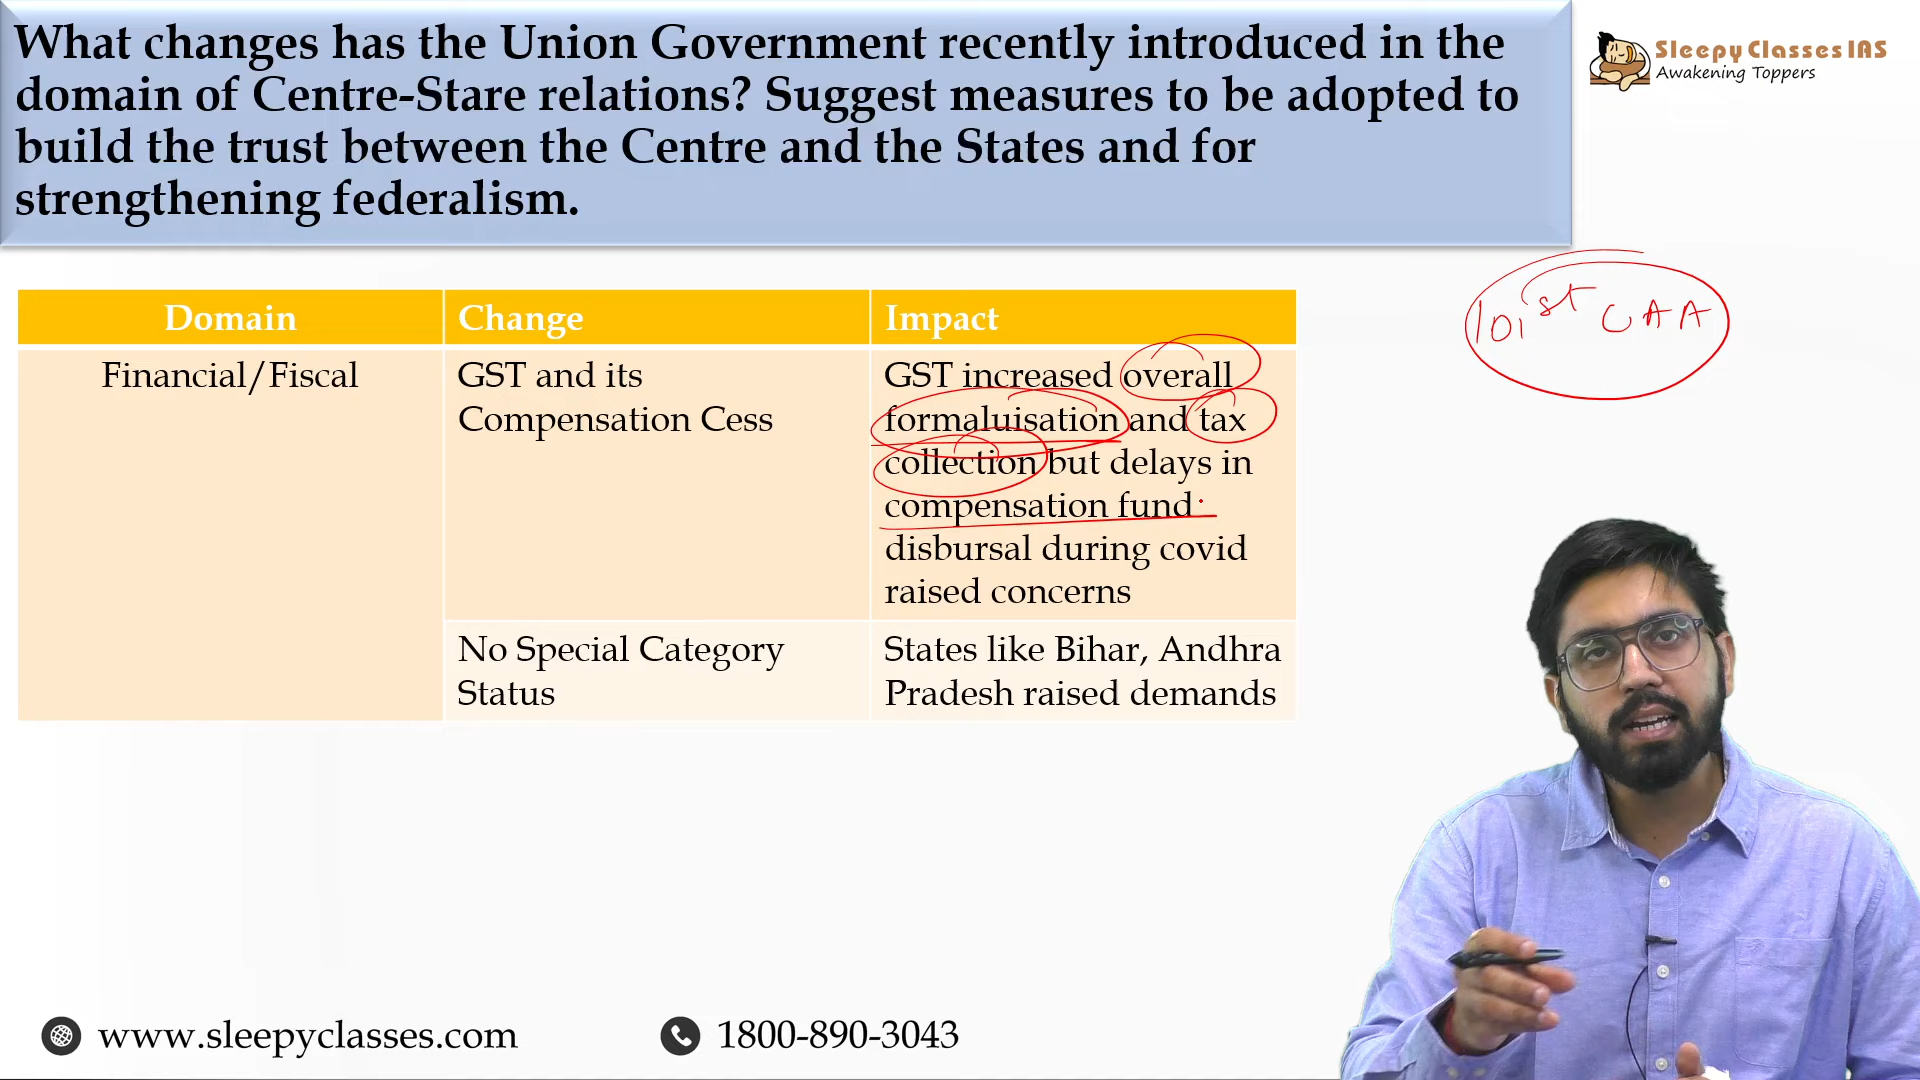 What changes has the Union Government recently introduced in the
domain of Centre-Stare relations? Suggest measures to be adopted to
build the trust between the Centre and the States and for
strengthening federalism.
Sleepy Classes IAS
Awakening Toppers
101st CAA
Domain
Change
Impact
Financial/Fiscal
GST and its
Compensation Cess
GST increased overall
formaluisation and tax
collection but delays in
compensation fund
disbursal during covid
raised concerns
No Special Category
Status
States like Bihar, Andhra
Pradesh raised demands
www.sleepyclasses.com
1800-890-3043